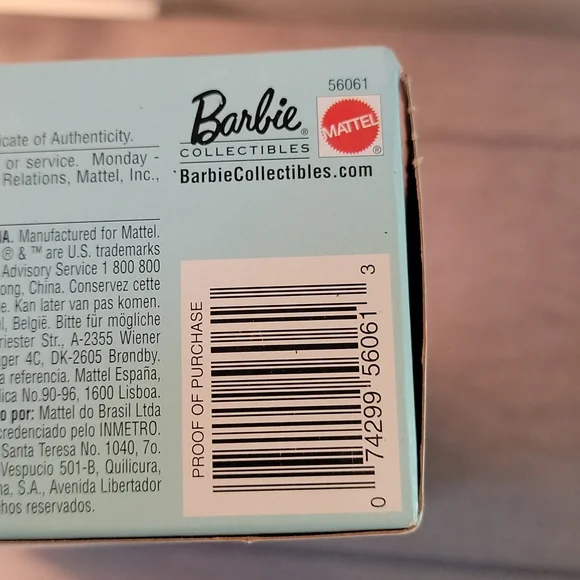 56061
Barbie®
COLLECTIBLES
MATTEL®
BarbieCollectibles.com
icate of Authenticity.
or service. Monday -
Relations, Mattel, Inc.,
Manufactured for Mattel.
® & ™ are U.S. trademarks
Advisory Service 1 800 800
ong, China. Conservez cette
e. Kan later van pas komen.
België. Bitte für mögliche
riester Str., A-2355 Wiener
ger 4C, DK-2605 Brøndby.
a referencia. Mattel España,
lica No.90-96, 1600 Lisboa.
o por: Mattel do Brasil Ltda
credenciado pelo INMETRO.
Santa Teresa No. 1040, 7o.
Vespucio 501-B, Quilicura,
na, S.A., Avenida Libertador
hos reservados.
PROOF OF PURCHASE
0 74299 56061 3